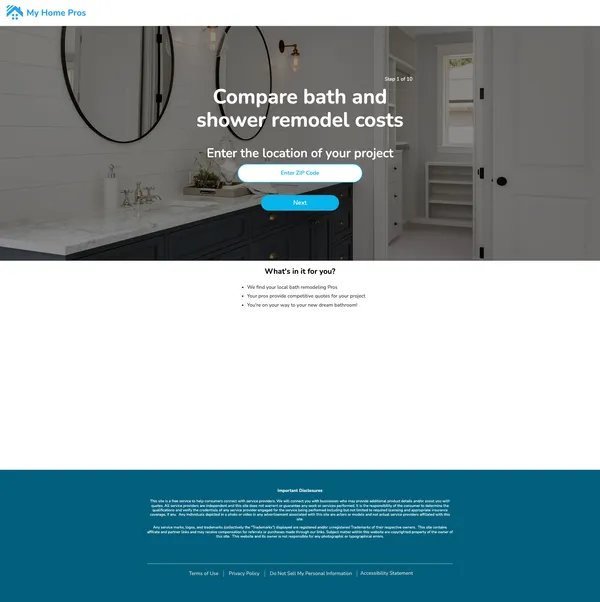 My Home Pros
Step 1 of 10
Compare bath and
shower remodel costs
Enter the location of your project
Enter ZIP Code
Next
What's in it for you?
We find your local bath remodeling Pros
Your pros provide competitive quotes for your project
You're on your way to your new dream bathroom!
Important Disclosures
This site is a free service to help consumers connect with service providers. We will connect you with businesses who may provide additional product details and/or assist you with
quotes. All service providers are independent and this site does not warrant or guarantee any work or services performed. It is the responsibility of the consumer to determine the
qualifications and verify the credentials of any service provider engaged for the service being performed including but not limited to required licensing and appropriate insurance
coverage, if any. Any individuals depicted in a photo or video in any advertisement associated with this site are actors or models and not actual service providers affiliated with this
site
Any service marks, logos, and trademarks (collectively the "Trademarks") displayed are registered and/or unregistered Trademarks of their respective owners. This site contains
affiliate and partner links and may receive compensation for referrals or purchases made through our links. Subject matter within this website are copyrighted property of the owner of
this site. This website and its owner is not responsible for any photographic or typographical errors.
Terms of Use | Privacy Policy | Do Not Sell My Personal Information | Accessibility Statement